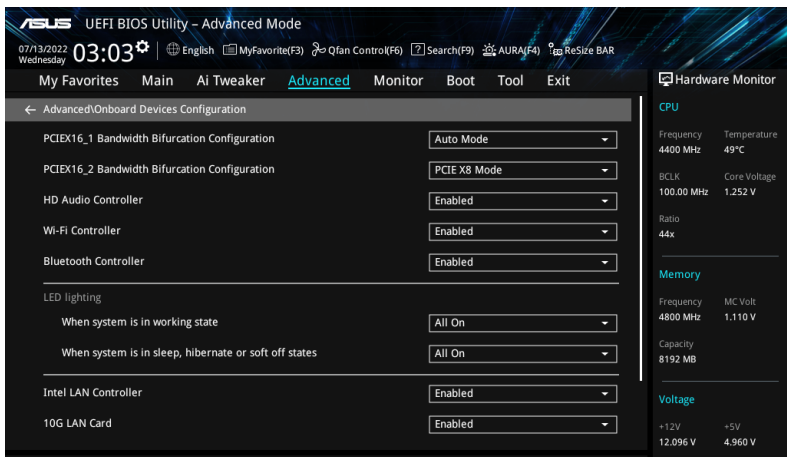 ASUS UEFI BIOS Utility – Advanced Mode
07/13/2022 Wednesday 03:03 English MyFavorite(F3) Qfan Control(F6) ? Search(F9) AURA(F4) ReSize BAR
My Favorites Main Ai Tweaker Advanced Monitor Boot Tool Exit
Hardware Monitor
← Advanced\Onboard Devices Configuration
PCIEX16_1 Bandwidth Bifurcation Configuration Auto Mode
PCIEX16_2 Bandwidth Bifurcation Configuration PCIE X8 Mode
HD Audio Controller Enabled
Wi-Fi Controller Enabled
Bluetooth Controller Enabled
LED lighting
When system is in working state All On
When system is in sleep, hibernate or soft off states All On
Intel LAN Controller Enabled
10G LAN Card Enabled
CPU
Frequency Temperature
4400 MHz 49°C
BCLK Core Voltage
100.00 MHz 1.252 V
Ratio
44x
Memory
Frequency MC Volt
4800 MHz 1.110 V
Capacity
8192 MB
Voltage
+12V +5V
12.096 V 4.960 V